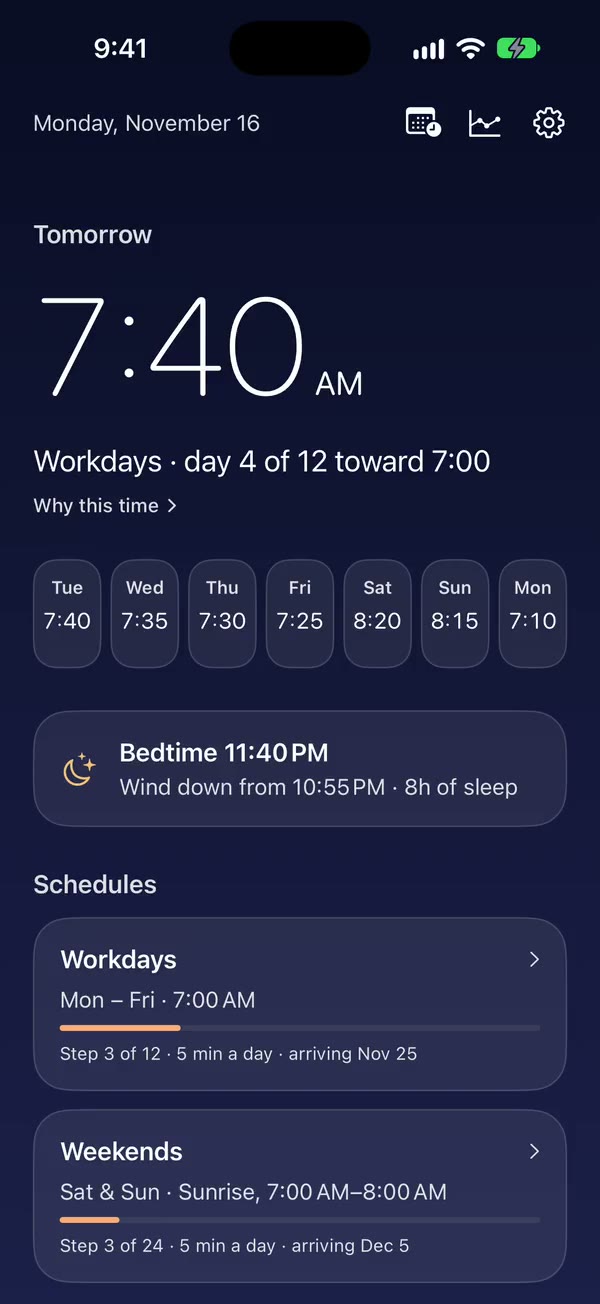 9:41
Monday, November 16
Tomorrow
7:40 AM
Workdays · day 4 of 12 toward 7:00
Why this time
Tue Wed Thu Fri Sat Sun Mon
7:40 7:35 7:30 7:25 8:20 8:15 7:10
Bedtime 11:40 PM
Wind down from 10:55 PM · 8h of sleep
Schedules
Workdays
Mon – Fri · 7:00 AM
Step 3 of 12 · 5 min a day · arriving Nov 25
Weekends
Sat & Sun · Sunrise, 7:00 AM–8:00 AM
Step 3 of 24 · 5 min a day · arriving Dec 5